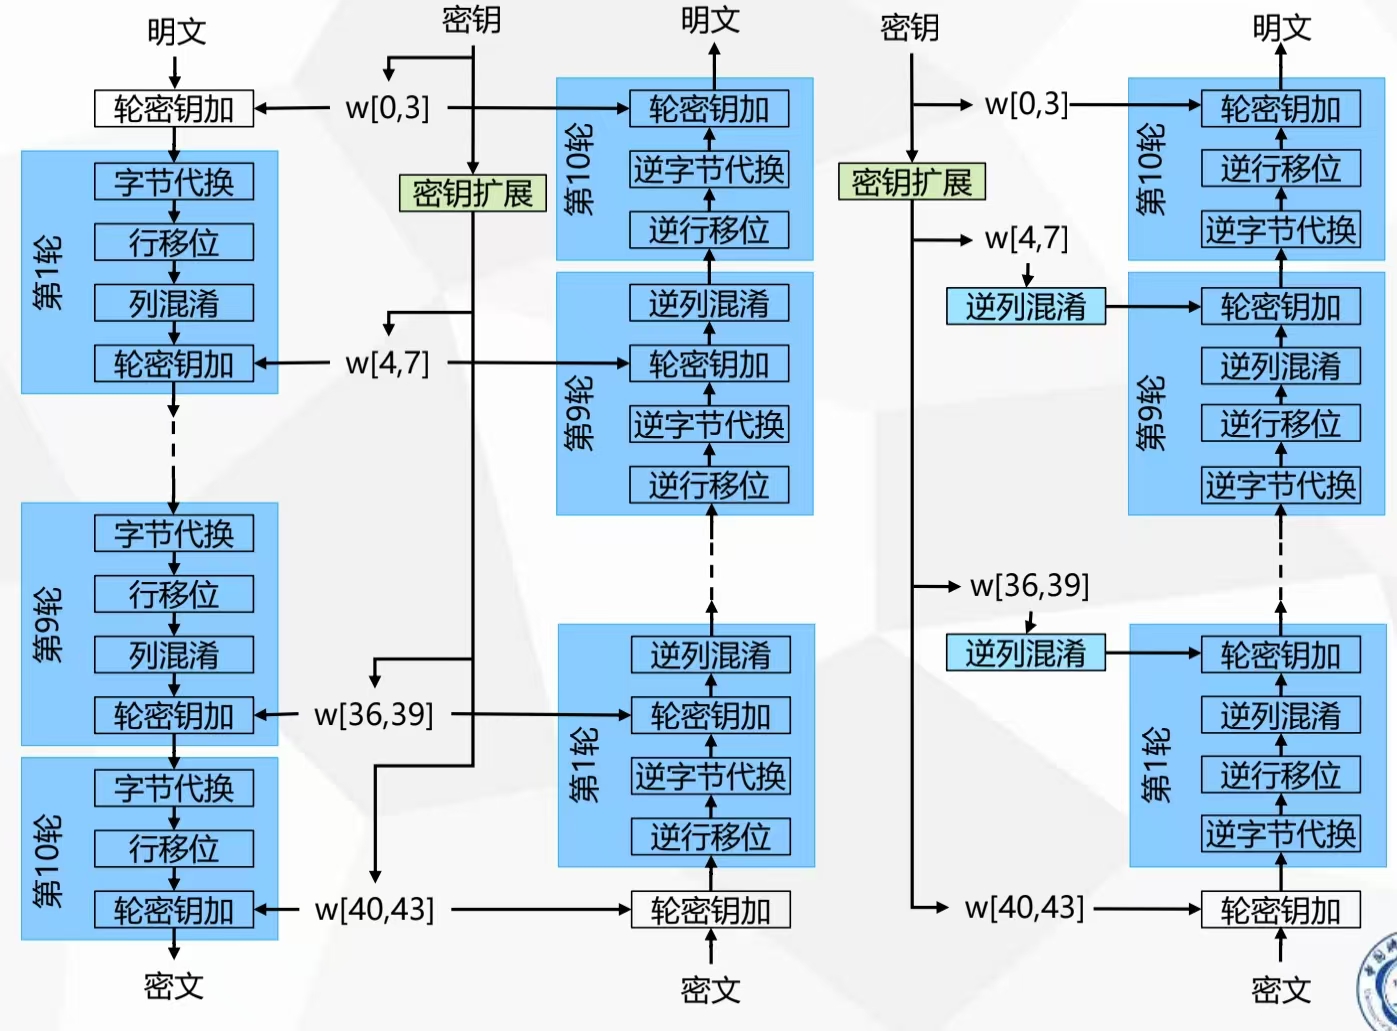 明文
轮密钥加
第1轮
字节代换
行移位
列混淆
轮密钥加
第9轮
字节代换
行移位
列混淆
轮密钥加
第10轮
字节代换
行移位
轮密钥加
密文
密钥
w[0,3]
密钥扩展
w[4,7]
w[36,39]
w[40,43]
明文
第10轮
轮密钥加
逆字节代换
逆行移位
第9轮
逆列混淆
轮密钥加
逆字节代换
逆行移位
第1轮
逆列混淆
轮密钥加
逆字节代换
逆行移位
轮密钥加
密文
密钥
w[0,3]
密钥扩展
w[4,7]
逆列混淆
w[36,39]
逆列混淆
w[40,43]
明文
第10轮
轮密钥加
逆行移位
逆字节代换
第9轮
轮密钥加
逆列混淆
逆行移位
逆字节代换
第1轮
轮密钥加
逆列混淆
逆行移位
逆字节代换
轮密钥加
密文